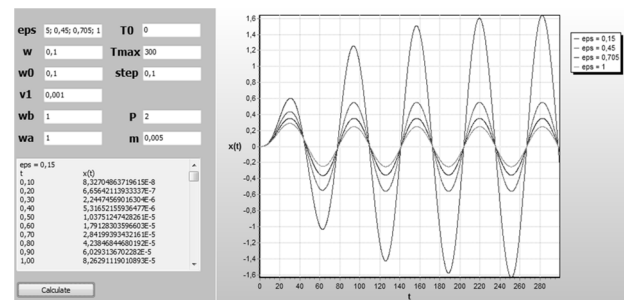 eps 5; 0,45; 0,705; 1 T0 0
w 0,1 Tmax 300
w0 0,1 step 0,1
v1 0,001
wb 1 P 2
wa 1 m 0,005
eps = 0,15
t x(t)
0,10 8,32704863719615E-8
0,20 6,65642113933337E-7
0,30 2,24474569016304E-6
0,40 5,31652155936477E-6
0,50 1,03751247428261E-5
0,60 1,79128303596603E-5
0,70 2,84199393432161E-5
0,80 4,23846844680192E-5
0,90 6,0293136702282E-5
1,00 8,26291119010893E-5
Calculate
1,6
1,4
1,2
1
0,8
0,6
0,4
0,2
0
-0,2
-0,4
-0,6
-0,8
-1
-1,2
-1,4
-1,6
x(t)
0 20 40 60 80 100 120 140 160 180 200 220 240 260 280
t
eps = 0,15
eps = 0,45
eps = 0,705
eps = 1